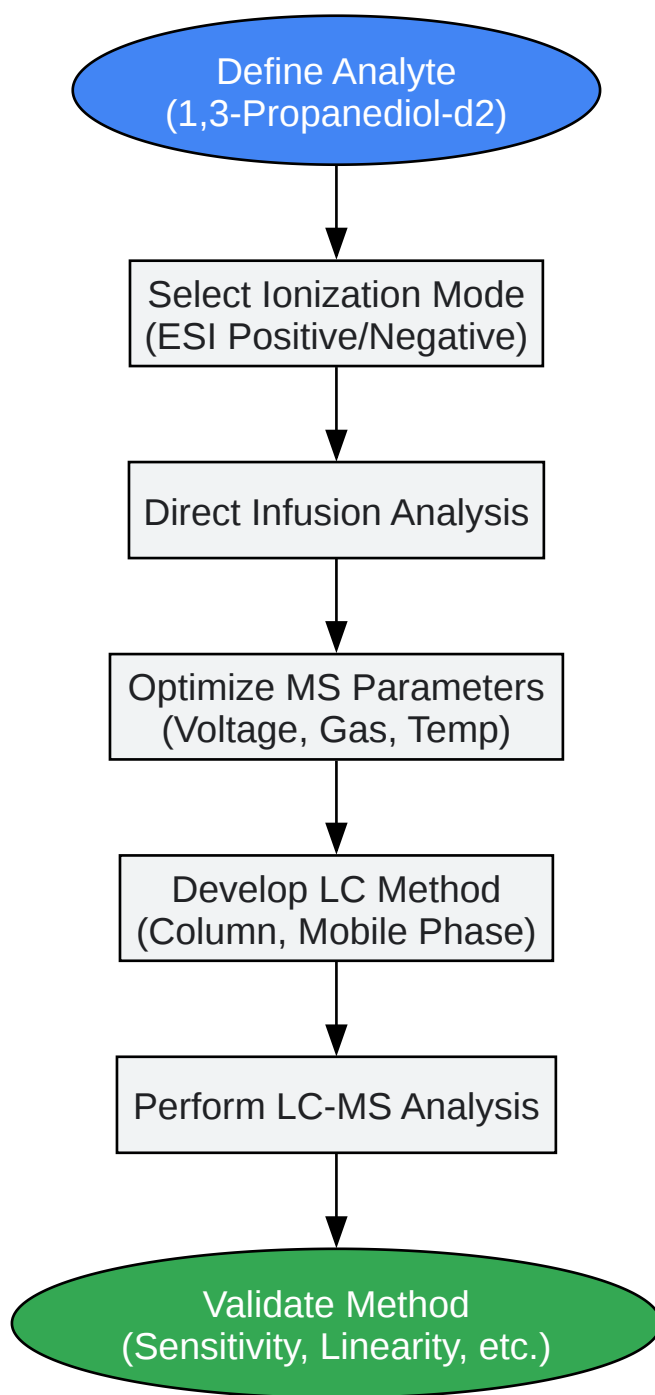 Define Analyte
(1,3-Propanediol-d2)
Select Ionization Mode
(ESI Positive/Negative)
Direct Infusion Analysis
Optimize MS Parameters
(Voltage, Gas, Temp)
Develop LC Method
(Column, Mobile Phase)
Perform LC-MS Analysis
Validate Method
(Sensitivity, Linearity, etc.)